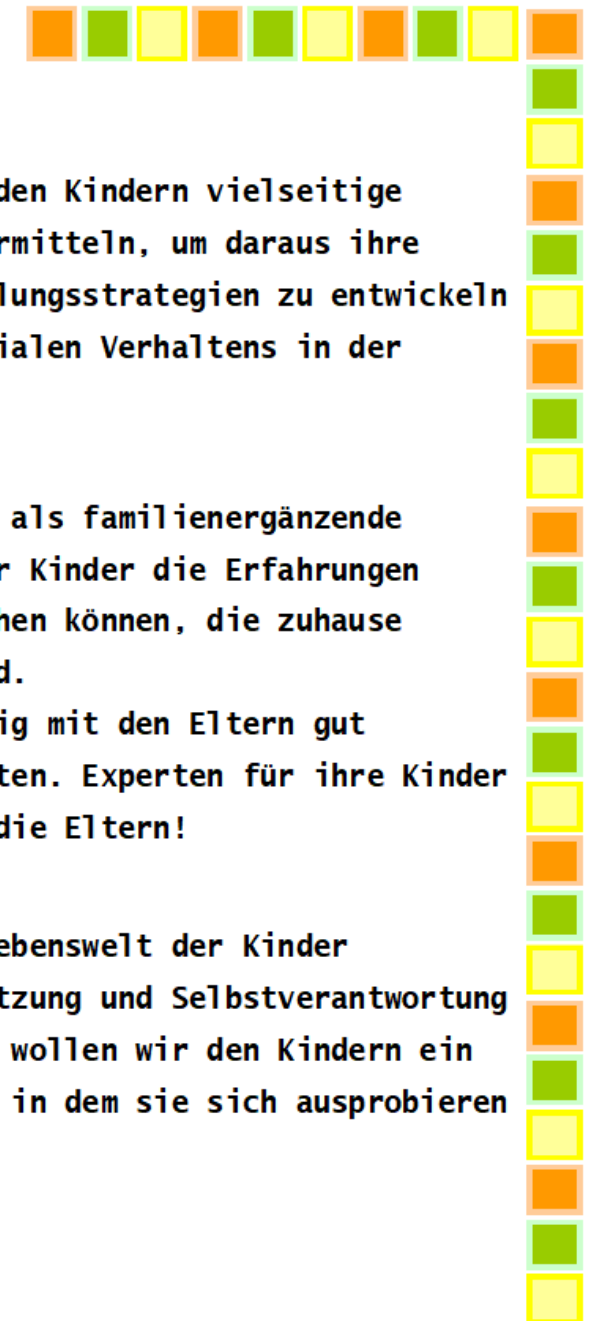 den Kindern vielseitige
rmitteln, um daraus ihre
lungsstrategien zu entwickeln
ialen Verhaltens in der
als familienergänzende
r Kinder die Erfahrungen
hen können, die zuhause
d.
ig mit den Eltern gut
ten. Experten für ihre Kinder
die Eltern!
ebenswelt der Kinder
tzung und Selbstverantwortung
wollen wir den Kindern ein
in dem sie sich ausprobieren